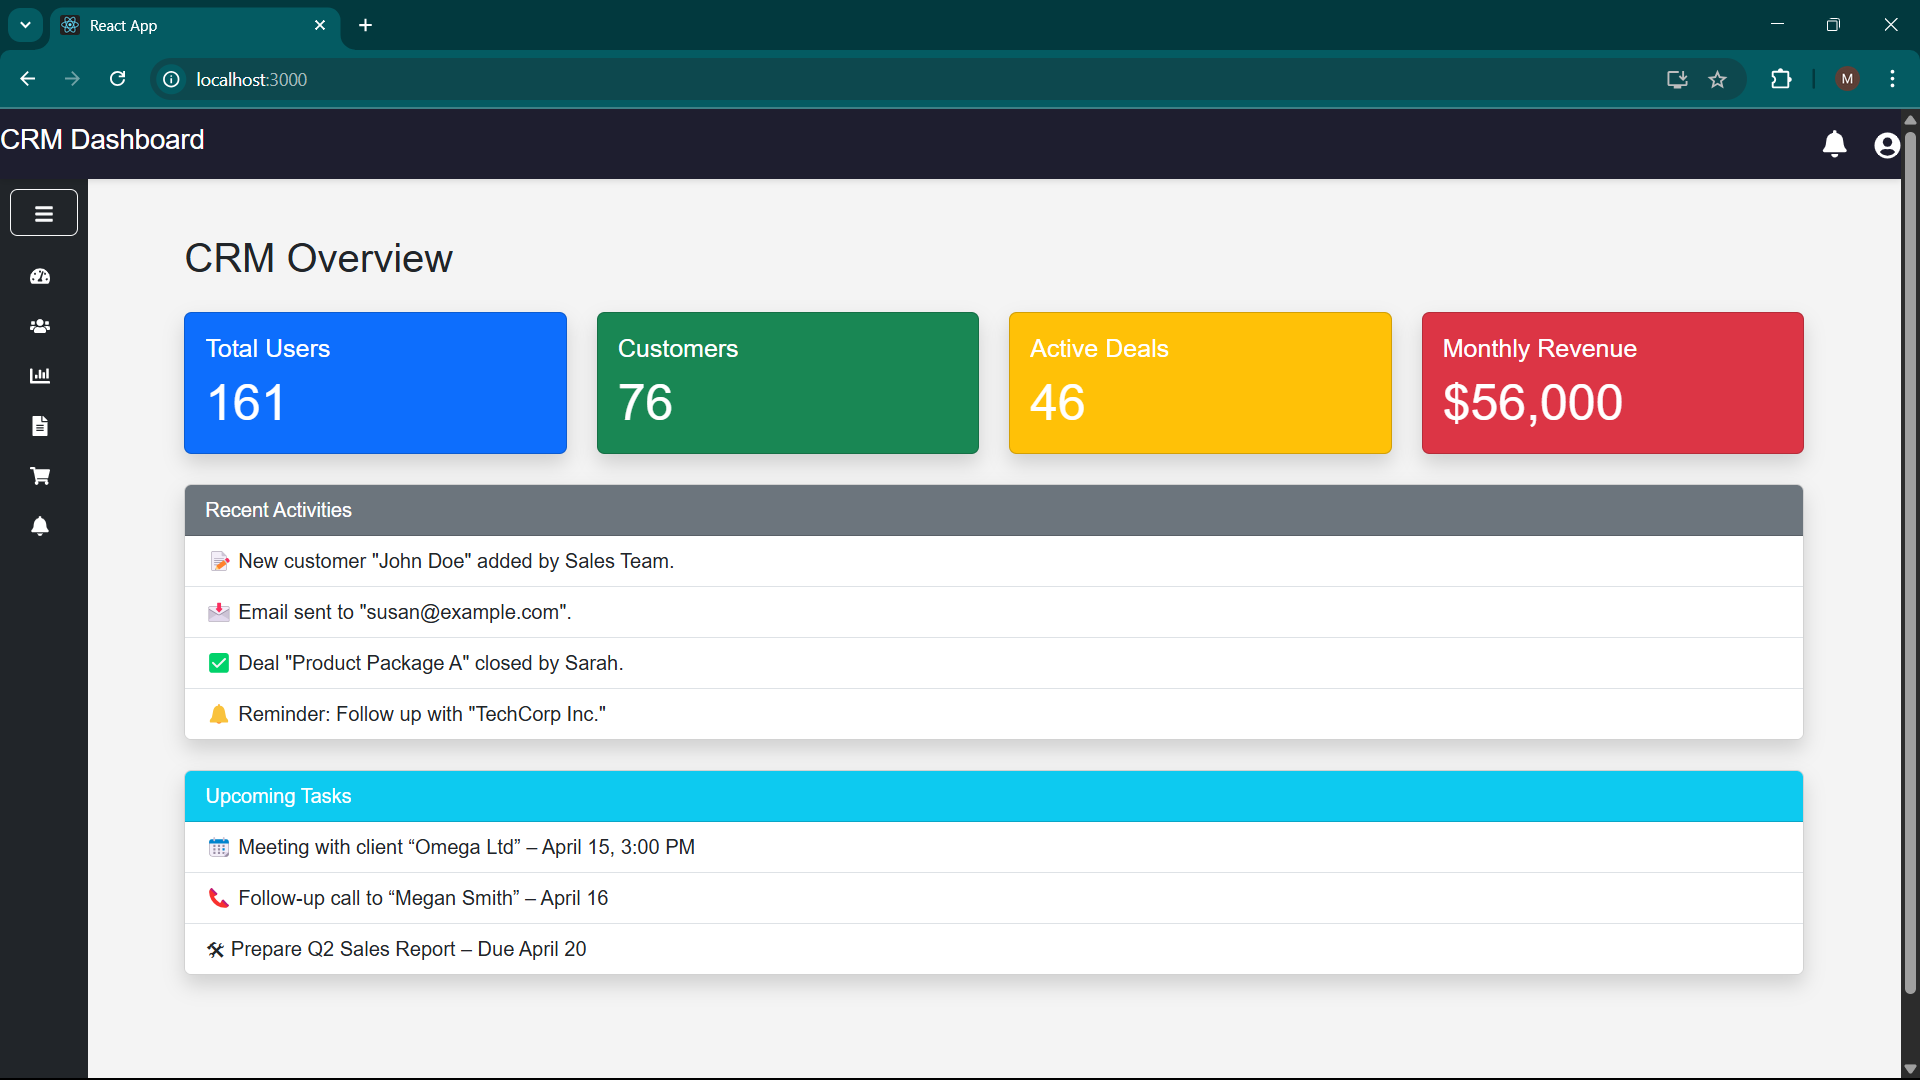 React App
localhost:3000
M
CRM Dashboard
CRM Overview
Total Users
161
Customers
76
Active Deals
46
Monthly Revenue
$56,000
Recent Activities
📝 New customer "John Doe" added by Sales Team.
📩 Email sent to "susan@example.com".
✅ Deal "Product Package A" closed by Sarah.
🔔 Reminder: Follow up with "TechCorp Inc."
Upcoming Tasks
📅 Meeting with client “Omega Ltd” – April 15, 3:00 PM
📞 Follow-up call to “Megan Smith” – April 16
🛠 Prepare Q2 Sales Report – Due April 20